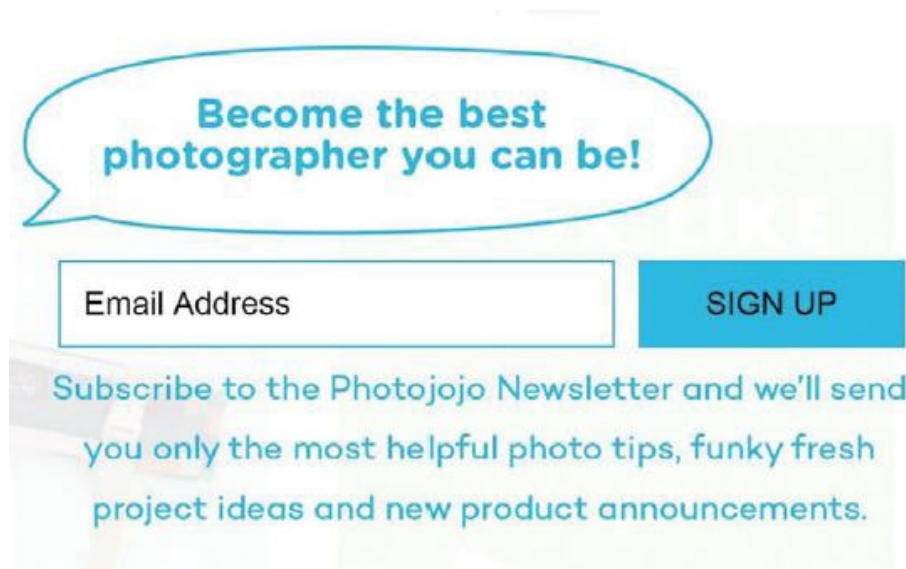 Become the best
photographer you can be!
Email Address
SIGN UP
Subscribe to the Photojojo Newsletter and we'll send
you only the most helpful photo tips, funky fresh
project ideas and new product announcements.